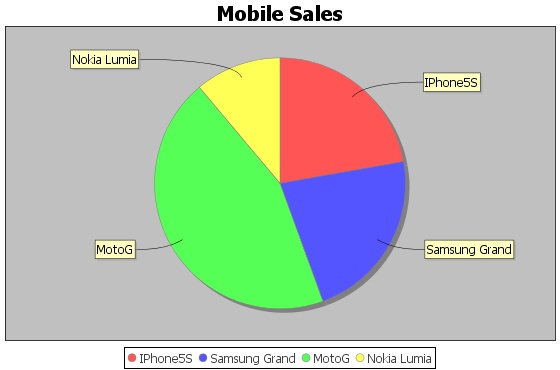 Mobile Sales
Nokia Lumia
IPhone5S
MotoG
Samsung Grand
IPhone5S Samsung Grand MotoG Nokia Lumia